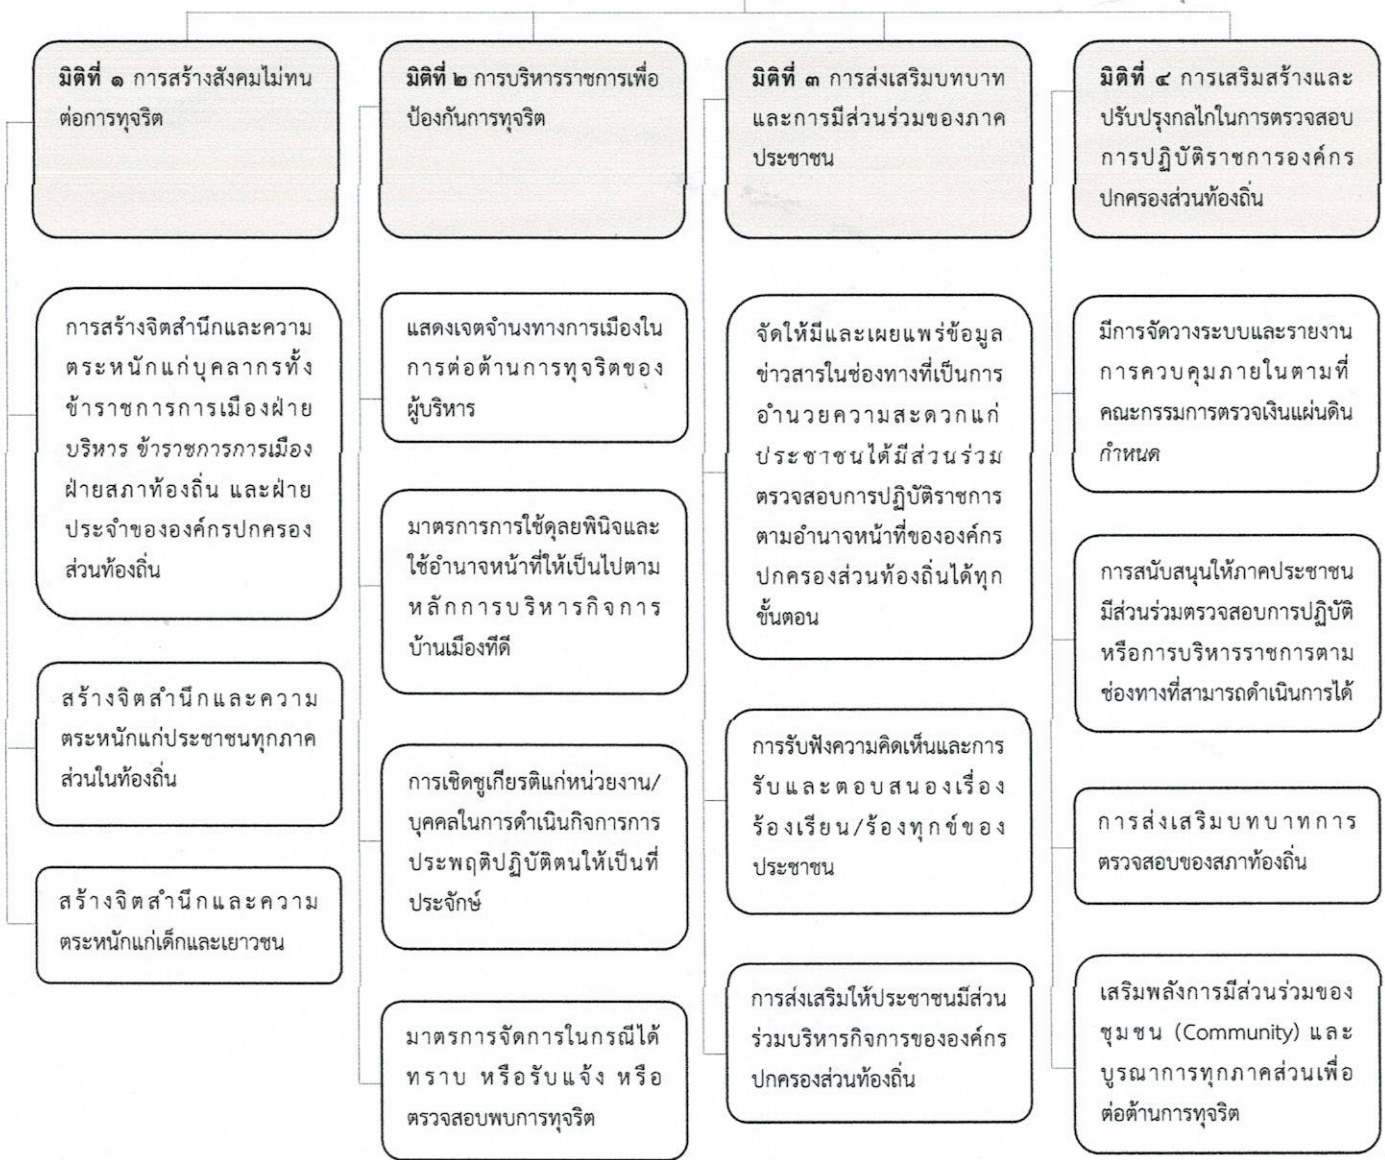 มิติที่ ๑ การสร้างสังคมไม่ทน
ต่อการทุจริต
การสร้างจิตสำนึกและความ
ตระหนักแก่บุคลากรทั้ง
ข้าราชการการเมืองฝ่าย
บริหาร ข้าราชการการเมือง
ฝ่ายสภาท้องถิ่น และฝ่าย
ประจำขององค์กรปกครอง
ส่วนท้องถิ่น
สร้างจิตสำนึกและความ
ตระหนักแก่ประชาชนทุกภาค
ส่วนในท้องถิ่น
สร้างจิตสำนึกและความ
ตระหนักแก่เด็กและเยาวชน
มิติที่ ๒ การบริหารราชการเพื่อ
ป้องกันการทุจริต
แสดงเจตจำนงทางการเมืองใน
การต่อต้านการทุจริตของ
ผู้บริหาร
มาตรการการใช้ดุลยพินิจและ
ใช้อำนาจหน้าที่ให้เป็นไปตาม
หลักการบริหารกิจการ
บ้านเมืองที่ดี
การเชิดชูเกียรติแก่หน่วยงาน/
บุคคลในการดำเนินกิจการการ
ประพฤติปฏิบัติตนให้เป็นที่
ประจักษ์
มาตรการจัดการในกรณีได้
ทราบ หรือรับแจ้ง หรือ
ตรวจสอบพบการทุจริต
มิติที่ ๓ การส่งเสริมบทบาท
และการมีส่วนร่วมของภาค
ประชาชน
จัดให้มีและเผยแพร่ข้อมูล
ข่าวสารในช่องทางที่เป็นการ
อำนวยความสะดวกแก่
ประชาชนได้มีส่วนร่วม
ตรวจสอบการปฏิบัติราชการ
ตามอำนาจหน้าที่ขององค์กร
ปกครองส่วนท้องถิ่นได้ทุก
ขั้นตอน
การรับฟังความคิดเห็นและการ
รับและตอบสนองเรื่อง
ร้องเรียน/ร้องทุกข์ของ
ประชาชน
การส่งเสริมให้ประชาชนมีส่วน
ร่วมบริหารกิจการขององค์กร
ปกครองส่วนท้องถิ่น
มิติที่ ๔ การเสริมสร้างและ
ปรับปรุงกลไกในการตรวจสอบ
การปฏิบัติราชการองค์กร
ปกครองส่วนท้องถิ่น
มีการจัดวางระบบและรายงาน
การควบคุมภายในตามที่
คณะกรรมการตรวจเงินแผ่นดิน
กำหนด
การสนับสนุนให้ภาคประชาชน
มีส่วนร่วมตรวจสอบการปฏิบัติ
หรือการบริหารราชการตาม
ช่องทางที่สามารถดำเนินการได้
การส่งเสริมบทบาทการ
ตรวจสอบของสภาท้องถิ่น
เสริมพลังการมีส่วนร่วมของ
ชุมชน (Community) และ
บูรณาการทุกภาคส่วนเพื่อ
ต่อต้านการทุจริต